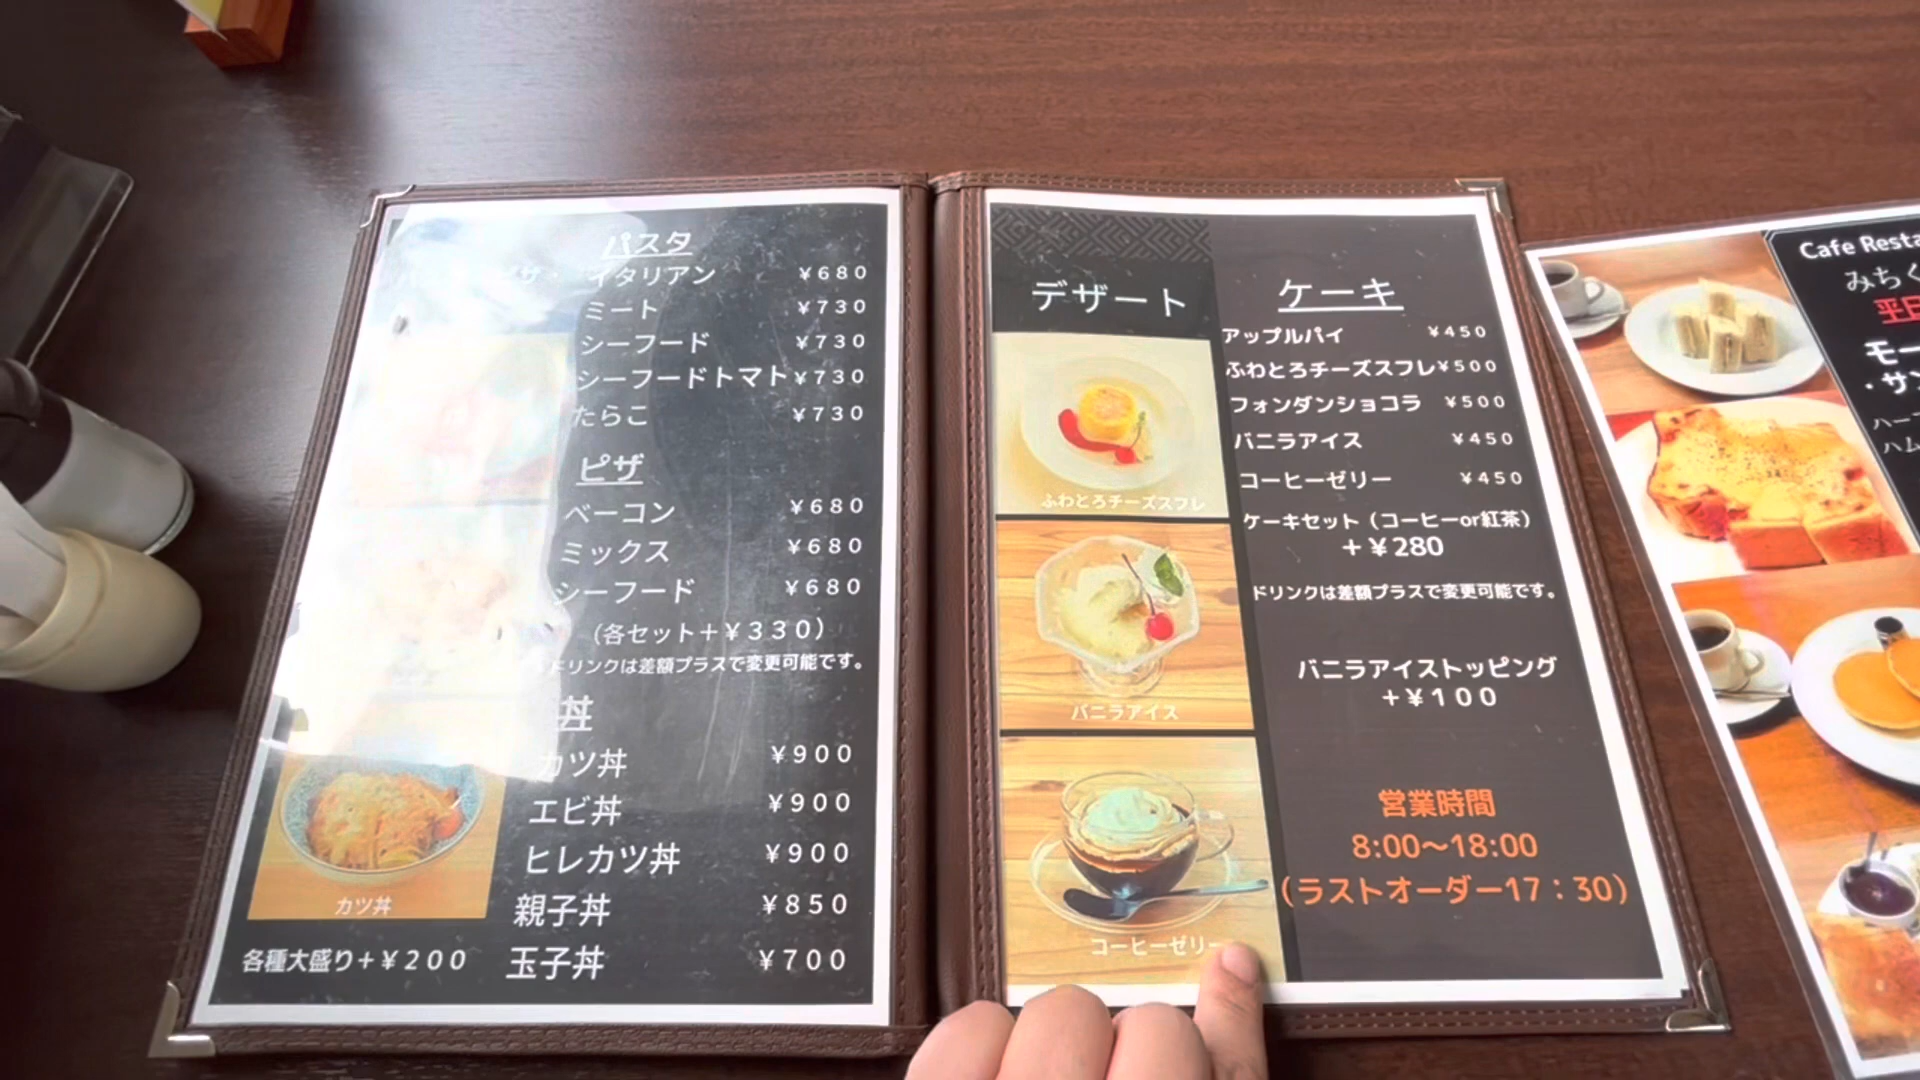 パスタ
イタリアン ¥680
ミート ¥730
シーフード ¥730
シーフードトマト ¥730
たらこ ¥730
ピザ
ベーコン ¥680
ミックス ¥680
シーフード ¥680
(各セット+¥330)
ドリンクは差額プラスで変更可能です。
丼
カツ丼 ¥900
エビ丼 ¥900
ヒレカツ丼 ¥900
親子丼 ¥850
玉子丼 ¥700
カツ丼
各種大盛り+¥200
デザート
ふわとろチーズスフレ
バニラアイス
コーヒーゼリー
ケーキ
アップルパイ ¥450
ふわとろチーズスフレ ¥500
フォンダンショコラ ¥500
バニラアイス ¥450
コーヒーゼリー ¥450
ケーキセット(コーヒーor紅茶)
+¥280
ドリンクは差額プラスで変更可能です。
バニラアイストッピング
+¥100
営業時間
8:00〜18:00
(ラストオーダー17:30)
Cafe Resta
みちく
平日
モー
・サン
ハー
ハム